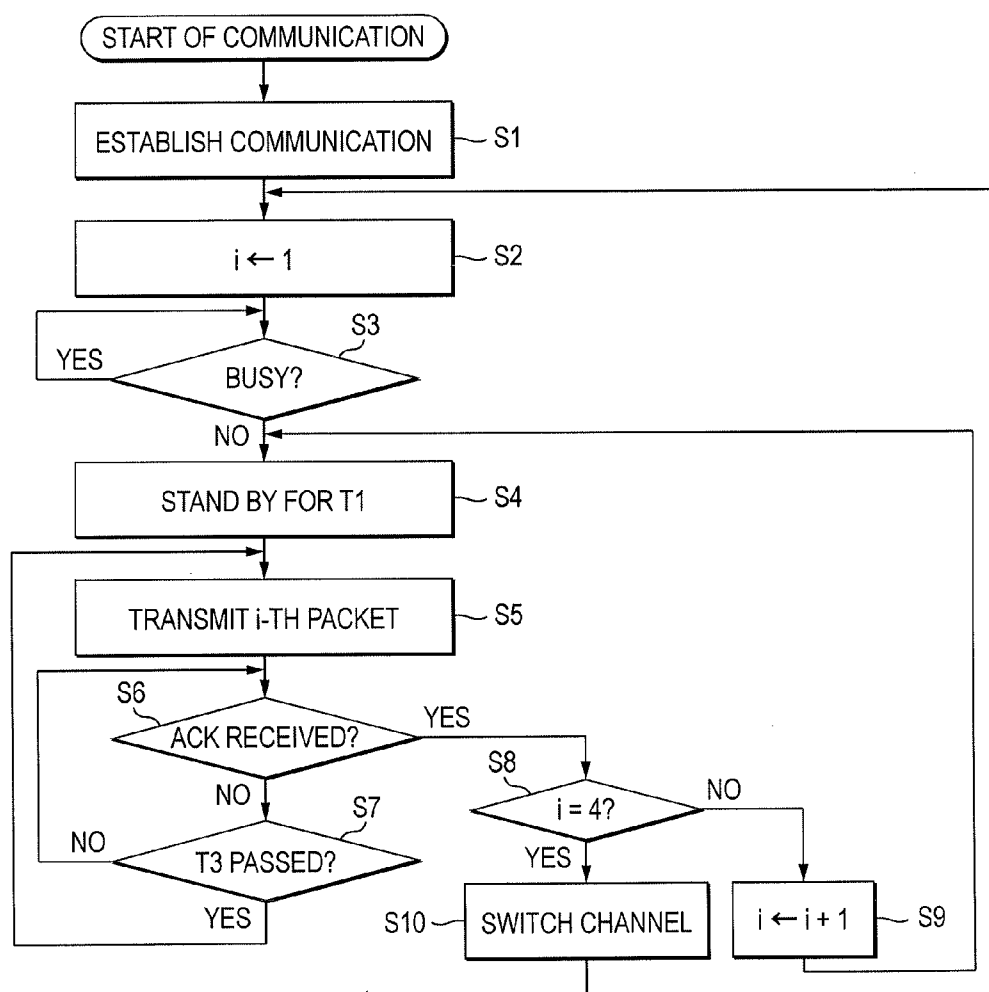 START OF COMMUNICATION
ESTABLISH COMMUNICATION
S1
i ← 1
S2
S3
YES
BUSY?
NO
STAND BY FOR T1
S4
TRANSMIT i-TH PACKET
S5
S6
ACK RECEIVED?
YES
NO
S7
NO
T3 PASSED?
YES
S8
i = 4?
NO
YES
S10
SWITCH CHANNEL
i ← i + 1
S9